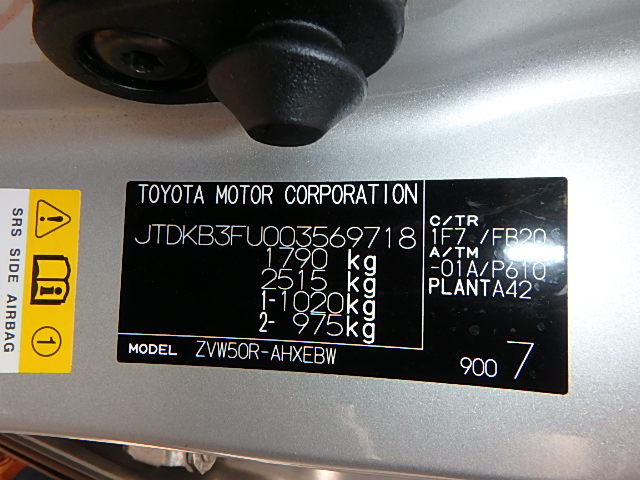 TOYOTA MOTOR CORPORATION
JTDKB3FU003569718
1790 kg
2515 kg
1-1020kg
2- 975kg
MODEL ZVW50R-AHXEBW
C/TR
1F7 /FB20
A/TM
-01A/P610
PLANTA42
900 7
SRS SIDE AIRBAG
1